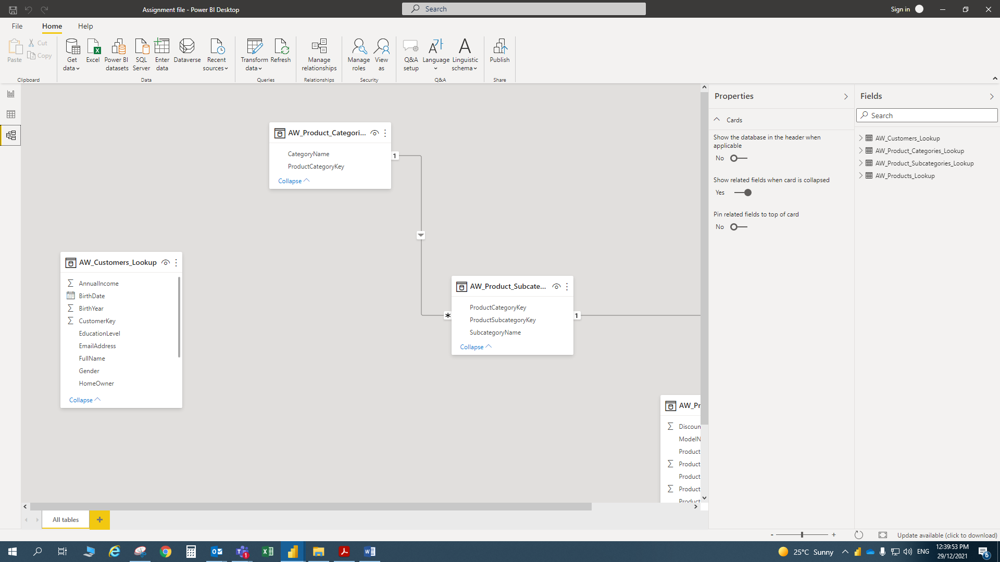 Assignment file - Power BI Desktop
Search
Sign in
File
Home
Help
Paste
Cut
Copy
Clipboard
Get data
Excel
Power BI datasets
SQL Server
Enter data
Dataverse
Recent sources
Data
Transform data
Refresh
Queries
Manage relationships
Relationships
Manage roles
View as
Security
Q&A setup
Language
Linguistic schema
Q&A
Publish
Share
AW_Product_Categori...
CategoryName
ProductCategoryKey
Collapse
1
AW_Customers_Lookup
AnnualIncome
BirthDate
BirthYear
CustomerKey
EducationLevel
EmailAddress
FullName
Gender
HomeOwner
Collapse
*
AW_Product_Subcate...
ProductCategoryKey
ProductSubcategoryKey
SubcategoryName
Collapse
1
AW_Pr
Discoun
ModelN
Product
Product
Product
Product
Product
Properties
Cards
Show the database in the header when
applicable
No
Show related fields when card is collapsed
Yes
Pin related fields to top of card
No
Fields
Search
AW_Customers_Lookup
AW_Product_Categories_Lookup
AW_Product_Subcategories_Lookup
AW_Products_Lookup
All tables
+
- +
Update available (click to download)
1
25°C Sunny
ENG
12:39:53 PM
29/12/2021
6